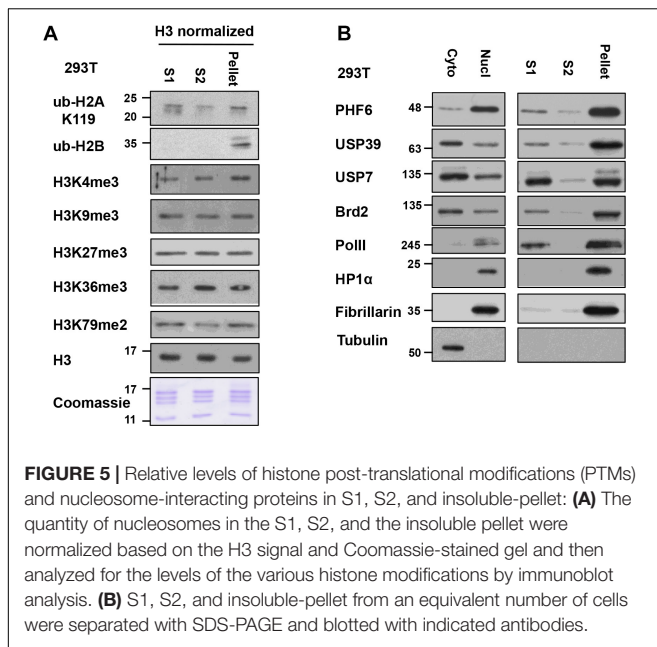 A
H3 normalized
293T
S1
S2
Pellet
ub-H2A
K119
25
20
ub-H2B
35
H3K4me3
H3K9me3
H3K27me3
H3K36me3
H3K79me2
H3
17
Coomassie
17
11
B
293T
Cyto
Nucl
S1
S2
Pellet
PHF6
48
USP39
63
USP7
135
Brd2
135
PolII
245
HP1α
25
Fibrillarin
35
Tubulin
50
FIGURE 5 | Relative levels of histone post-translational modifications (PTMs)
and nucleosome-interacting proteins in S1, S2, and insoluble-pellet: (A) The
quantity of nucleosomes in the S1, S2, and the insoluble pellet were
normalized based on the H3 signal and Coomassie-stained gel and then
analyzed for the levels of the various histone modifications by immunoblot
analysis. (B) S1, S2, and insoluble-pellet from an equivalent number of cells
were separated with SDS-PAGE and blotted with indicated antibodies.